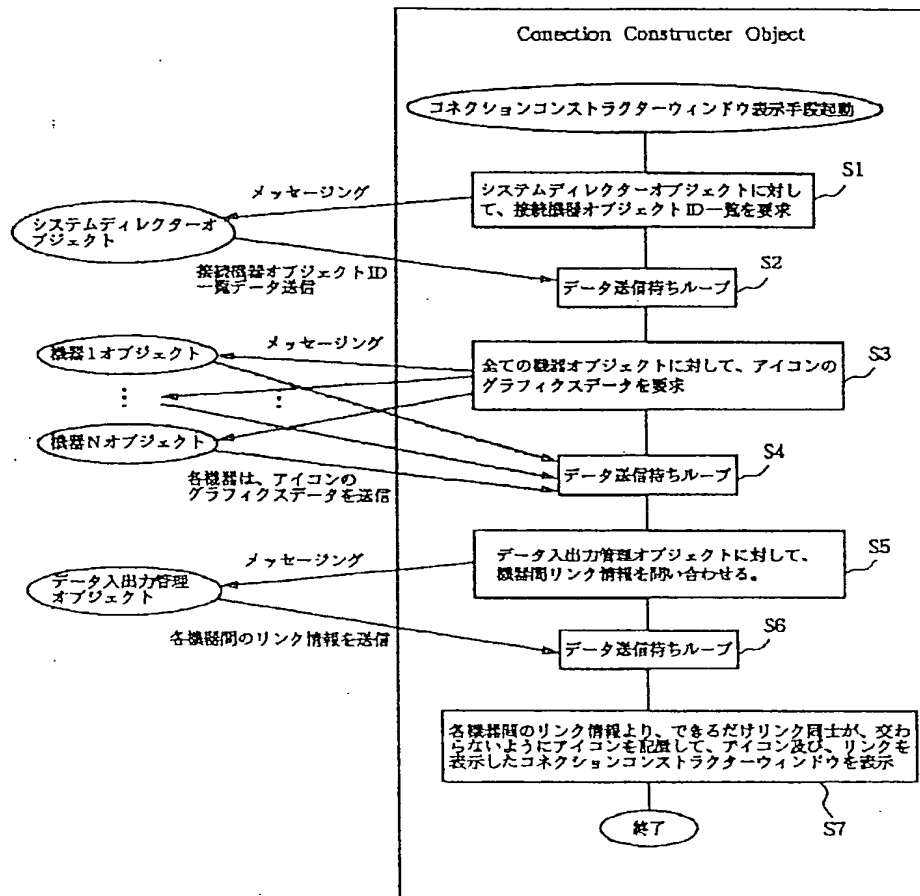 Conection Constructer Object
コネクションコンストラクターウィンドウ表示手段起動
S1
メッセージング
システムディレクターオブジェクトに対して、接続機器オブジェクトID一覧を要求
システムディレクターオ
ブジェクト
接続機器オブジェクトID
一覧データ送信
S2
データ送信待ちループ
メッセージング
S3
機器1オブジェクト
全ての機器オブジェクトに対して、アイコンの
グラフィクスデータを要求
機器Nオブジェクト
S4
データ送信待ちループ
各機器は、アイコンの
グラフィクスデータを送信
メッセージング
S5
データ入出力管理オブジェクトに対して、
機器間リンク情報を問い合わせる。
データ入出力管理
オブジェクト
各機器間のリンク情報を送信
S6
データ送信待ちループ
各機器間のリンク情報より、できるだけリンク同士が、交わ
らないようにアイコンを配置して、アイコン及び、リンクを
表示したコネクションコンストラクターウィンドウを表示
終了
S7